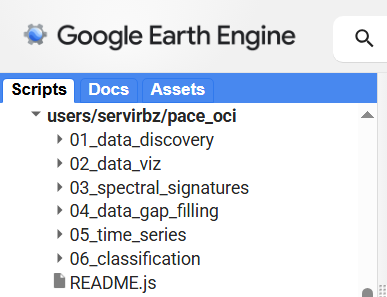 Google Earth Engine
Scripts Docs Assets
users/servirbz/pace_oci
01_data_discovery
02_data_viz
03_spectral_signatures
04_data_gap_filling
05_time_series
06_classification
README.js